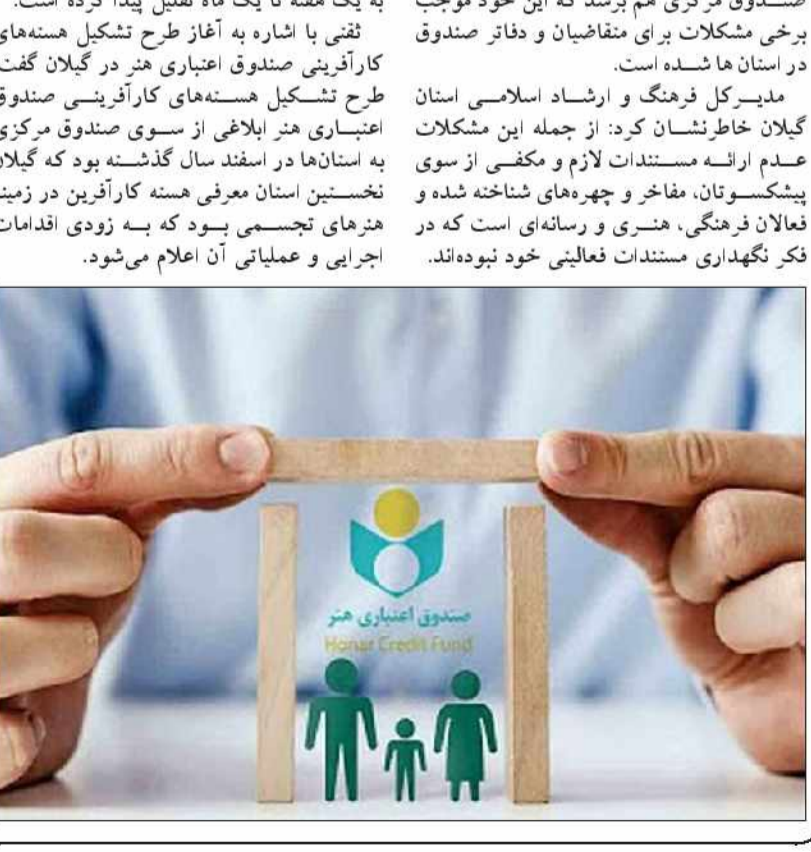 صندوق مرکزی هم برسد که این خود موجب
برخی مشکلات برای متقاضیان و دفاتر صندوق
در استان ها شده است.
مدیرکل فرهنگ و ارشاد اسلامی استان
گیلان خاطرنشان کرد: از جمله این مشکلات
عدم ارائه مستندات لازم و مکفی از سوی
پیشکسوتان، مفاخر و چهره‌های شناخته شده و
فعالان فرهنگی، هنری و رسانه‌ای است که در
فکر نگهداری مستندات فعالیتی خود نبوده‌اند.
به یک هفته تا یک ماه تقلیل پیدا کرده است.
ثقتی با اشاره به آغاز طرح تشکیل هسته‌های
کارآفرینی صندوق اعتباری هنر در گیلان گفت
طرح تشکیل هسته‌های کارآفرینی صندوق
اعتباری هنر ابلاغی از سوی صندوق مرکزی
به استان‌ها در اسفند سال گذشته بود که گیلان
نخستین استان معرفی هسته کارآفرین در زمینه
هنرهای تجسمی بود که به زودی اقدامات
اجرایی و عملیاتی آن اعلام می‌شود.
صندوق اعتباری هنر
Honar Credit Fund